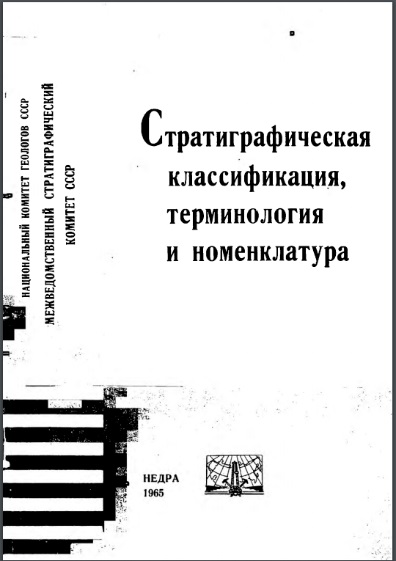 НАЦИОНАЛЬНЫЙ КОМИТЕТ ГЕОЛОГОВ СССР
МЕЖВЕДОМСТВЕННЫЙ СТРАТИГРАФИЧЕСКИЙ
КОМИТЕТ СССР
Стратиграфическая
классификация,
терминология
и номенклатура
НЕДРА
1965